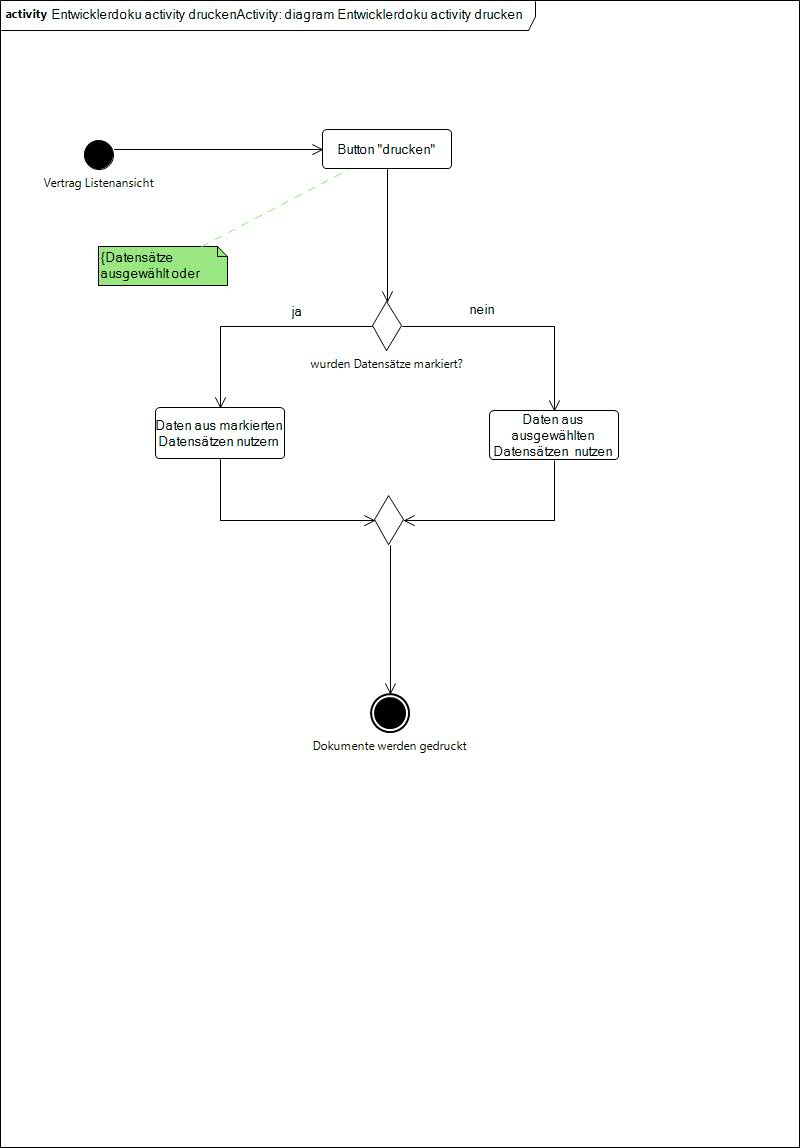 activity Entwicklerdoku activity druckenActivity: diagram Entwicklerdoku activity drucken
Button "drucken"
Vertrag Listenansicht
{Datensätze
ausgewählt oder
ja
nein
wurden Datensätze markiert?
Daten aus markierten
Datensätzen nutzern
Daten aus
ausgewählten
Datensätzen nutzen
Dokumente werden gedruckt